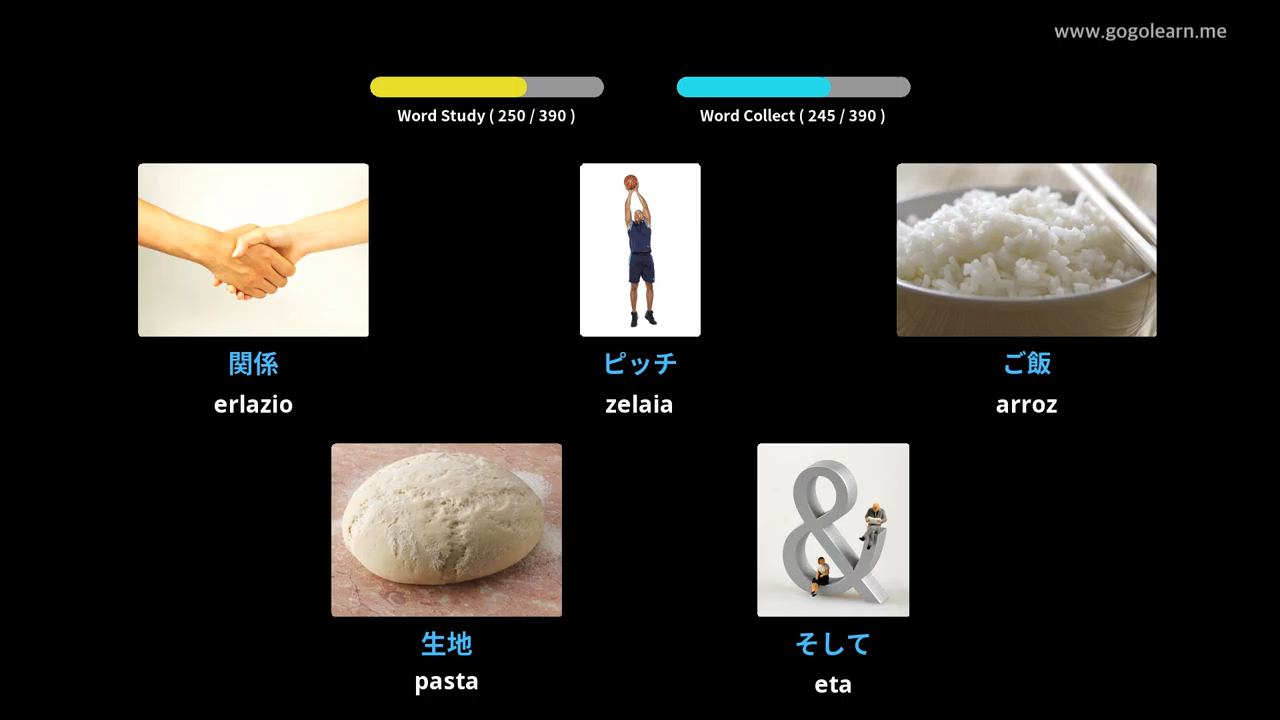 www.gogolearn.me
Word Study ( 250 / 390 )
Word Collect ( 245 / 390 )
関係
erlazio
ピッチ
zelaia
ご飯
arroz
生地
pasta
そして
eta